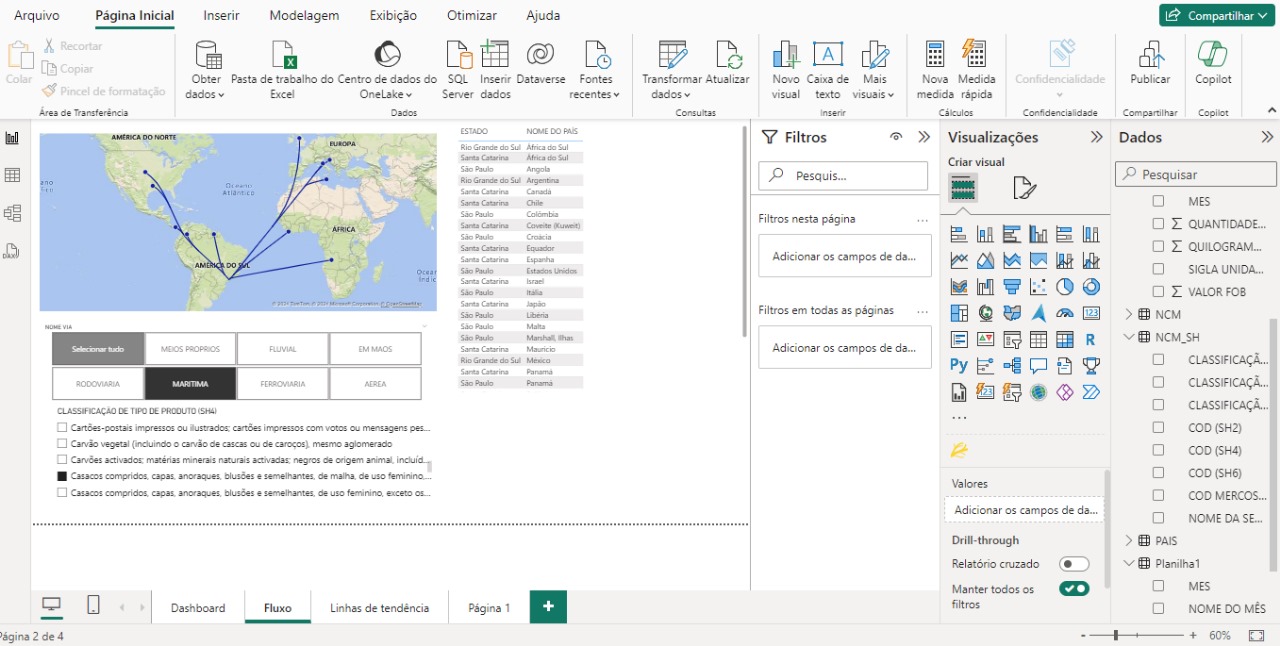 Arquivo Página Inicial Inserir Modelagem Exibição Otimizar Ajuda Compartilhar
Colar
Recortar
Copiar
Pincel de formatação
Área de Transferência
Obter dados
Pasta de trabalho do Excel
Centro de dados do OneLake
SQL Server
Inserir dados
Dataverse
Fontes recentes
Dados
Transformar dados
Atualizar
Consultas
Novo visual
Caixa de texto
Mais visuais
Inserir
Nova medida
Medida rápida
Cálculos
Confidencialidade
Confidencialidade
Publicar
Compartilhar
Copilot
Copilot
AMÉRICA DO NORTE
EUROPA
Oceano
Atlântico
ÁFRICA
AMÉRICA DO SUL
ESTADO NOME DO PAÍS
Rio Grande do Sul África do Sul
Santa Catarina África do Sul
São Paulo Angola
Rio Grande do Sul Argentina
Santa Catarina Canadá
Santa Catarina Chile
São Paulo Colômbia
Santa Catarina Coveite (Kuweit)
São Paulo Croácia
Santa Catarina Equador
Santa Catarina Espanha
São Paulo Estados Unidos
Santa Catarina Israel
São Paulo Itália
Santa Catarina Japão
São Paulo Libéria
São Paulo Malta
São Paulo Marshall, Ilhas
Santa Catarina Maurício
Rio Grande do Sul México
Santa Catarina Panamá
São Paulo Panamá
NOME VIA
Selecionar tudo MEIOS PROPRIOS FLUVIAL EM MAOS
RODOVIARIA MARITIMA FERROVIARIA AEREA
CLASSIFICAÇÃO DE TIPO DE PRODUTO (SH4)
Cartões-postais impressos ou ilustrados; cartões impressos com votos ou mensagens pes...
Carvão vegetal (incluindo o carvão de cascas ou de caroços), mesmo aglomerado
Carvões activados; matérias minerais naturais activadas; negros de origem animal, incluíd...
Casacos compridos, capas, anoraques, blusões e semelhantes, de malha, de uso feminino,...
Casacos compridos, capas, anoraques, blusões e semelhantes, de uso feminino, exceto os...
Filtros
Pesquis...
Filtros nesta página ...
Adicionar os campos de da...
Filtros em todas as páginas ...
Adicionar os campos de da...
Visualizações
Criar visual
123
R
Py
123
...
Valores
Adicionar os campos de da...
Drill-through
Relatório cruzado
Manter todos os
filtros
Dados
Pesquisar
MES
QUANTIDADE...
QUILOGRAM...
SIGLA UNIDA...
VALOR FOB
NCM
NCM_SH
CLASSIFICAÇÃ...
CLASSIFICAÇÃ...
CLASSIFICAÇÃ...
COD (SH2)
COD (SH4)
COD (SH6)
COD MERCOS...
NOME DA SE...
PAIS
Planilha1
MES
NOME DO MÊS
Dashboard Fluxo Linhas de tendência Página 1 +
Página 2 de 4
- + 60%